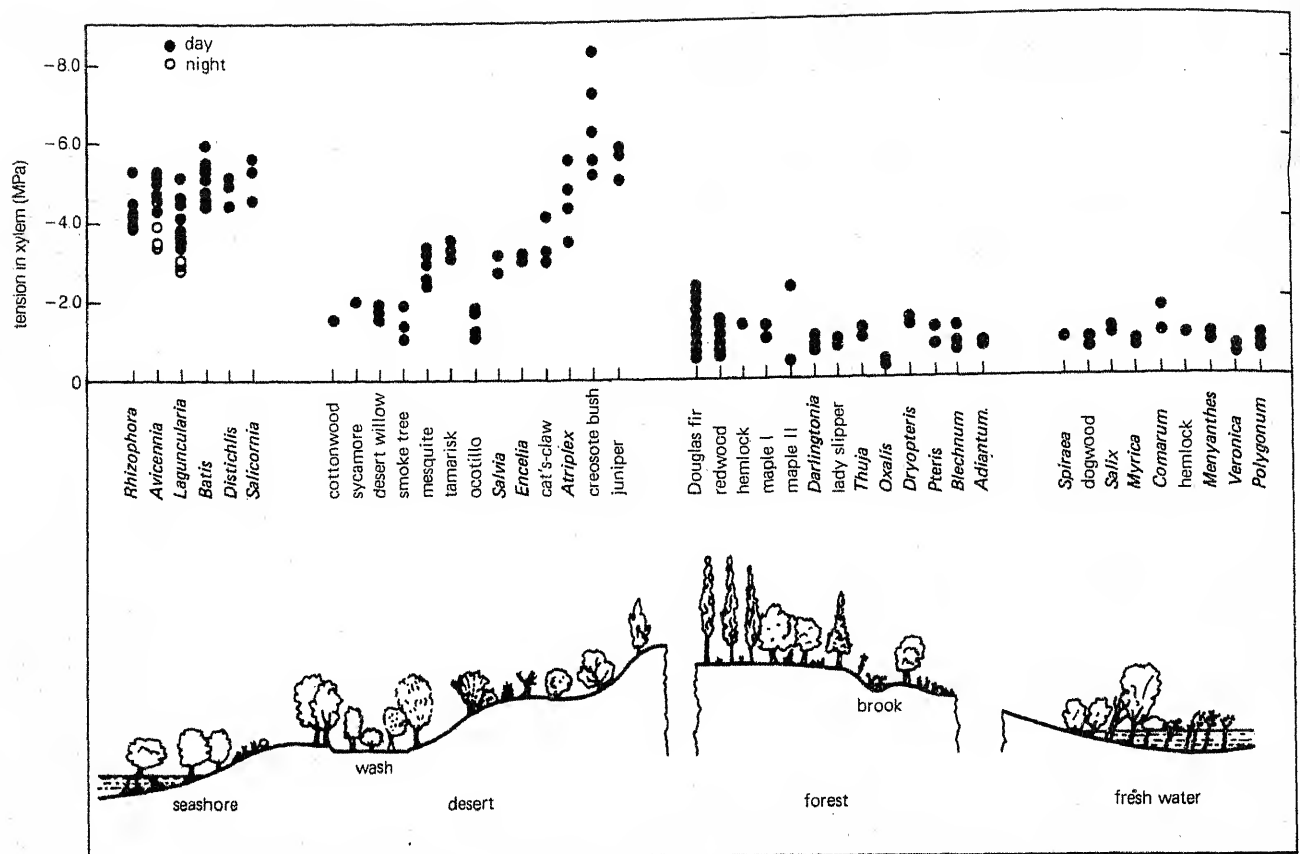 day
night
−8.0
−6.0
−4.0
−2.0
0
tension in xylem (MPa)
Rhizophora
Avicennia
Laguncularia
Batis
Distichlis
Salicornia
cottonwood
sycamore
desert willow
smoke tree
mesquite
tamarisk
ocotillo
Salvia
Encelia
cat's-claw
Atriplex
creosote bush
juniper
Douglas fir
redwood
hemlock
maple I
maple II
Darlingtonia
lady slipper
Thuja
Oxalis
Dryopteris
Pteris
Blechnum
Adiantum.
Spiraea
dogwood
Salix
Myrica
Comarum
hemlock
Menyanthes
Veronica
Polygonum
brook
wash
seashore
desert
forest
fresh water